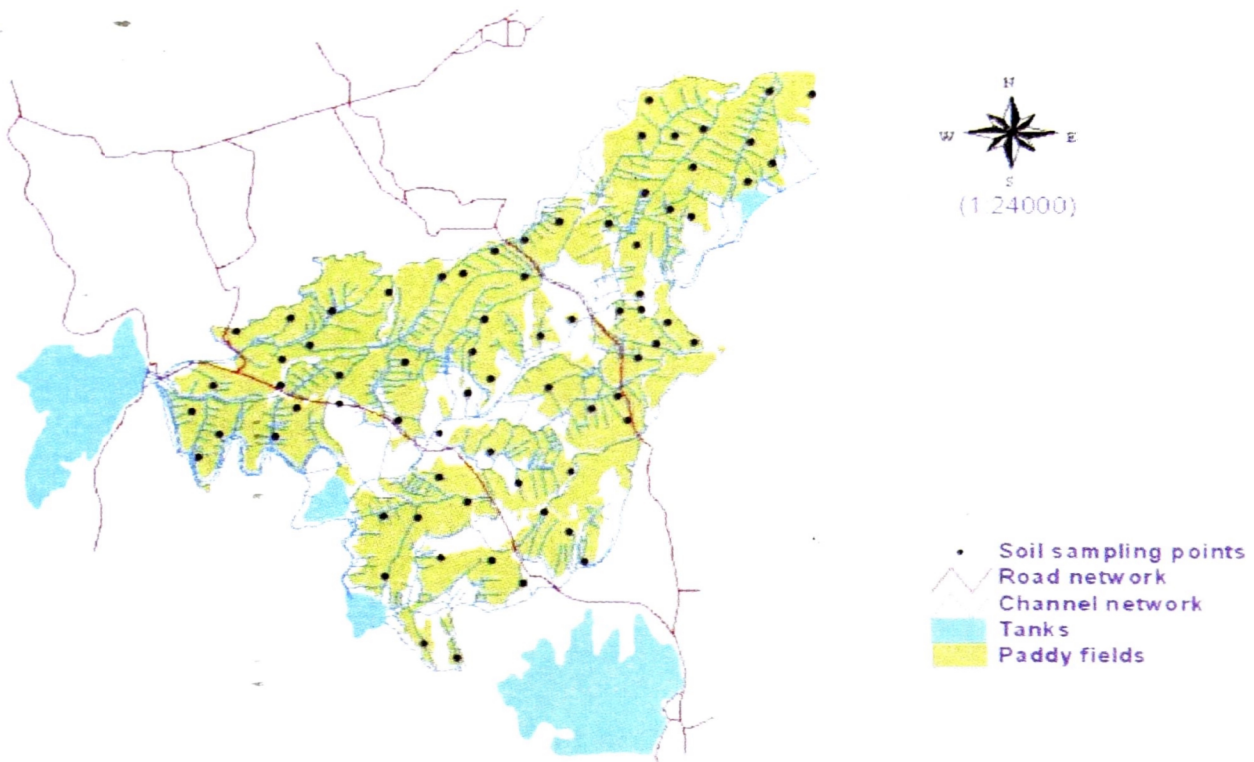 N
W E
S
(1:24000)
Soil sampling points
Road network
Channel network
Tanks
Paddy fields